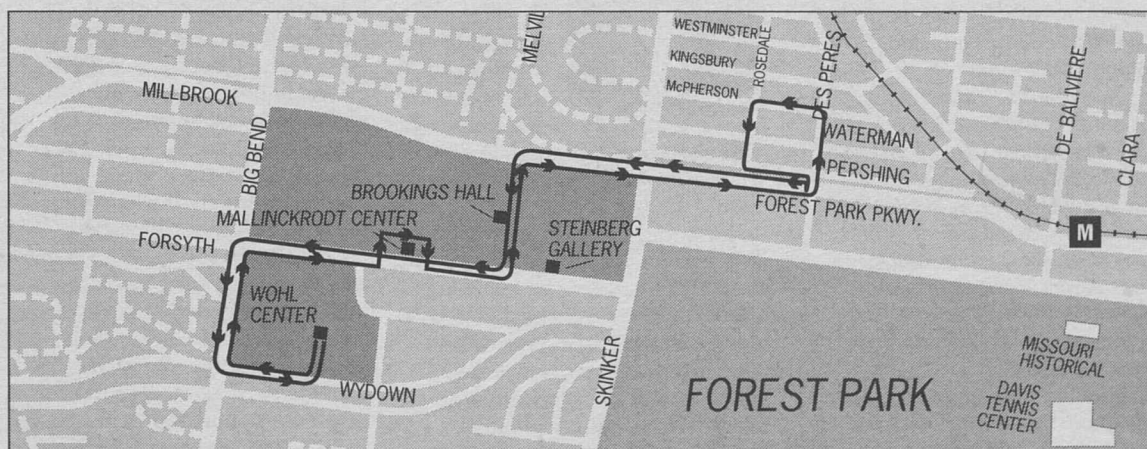 WESTMINSTER
KINGSBURY
McPHERSON
ROSEDALE
DES PERES
MILLBROOK
BIG BEND
WATERMAN
PERSHING
DE BALIVIERE
CLARA
FOREST PARK PKWY.
BROOKINGS HALL
MALLINCKRODT CENTER
STEINBERG
GALLERY
FORSYTH
M
WOHL
CENTER
WYDOWN
SKINKER
FOREST PARK
MISSOURI
HISTORICAL
DAVIS
TENNIS
CENTER